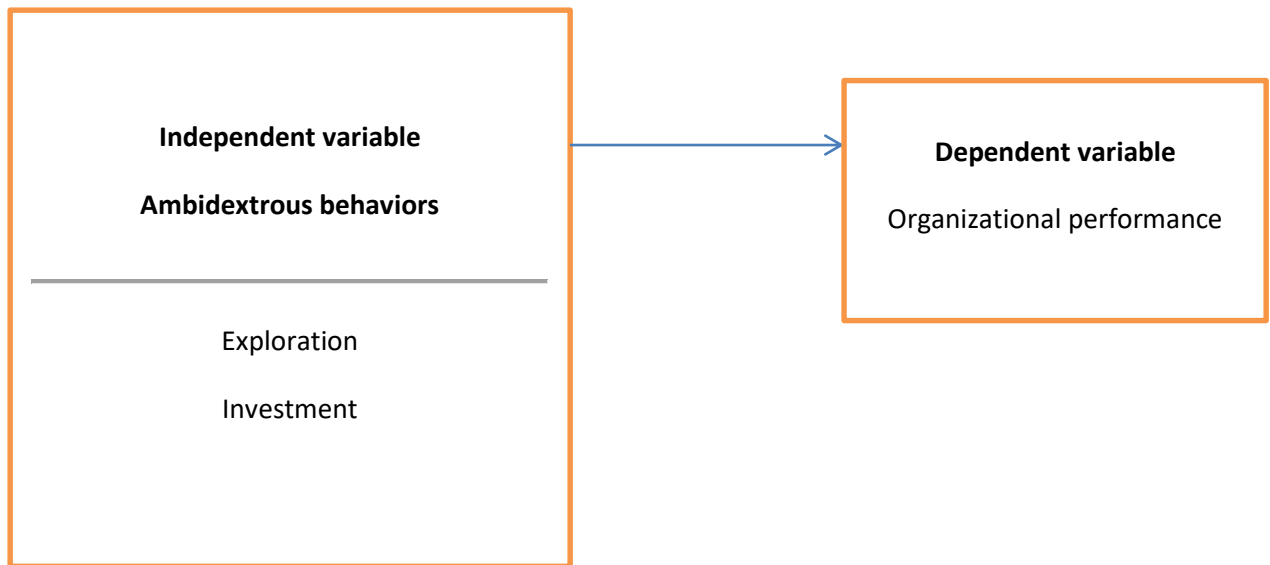 Independent variable
Ambidextrous behaviors
Exploration
Investment
Dependent variable
Organizational performance